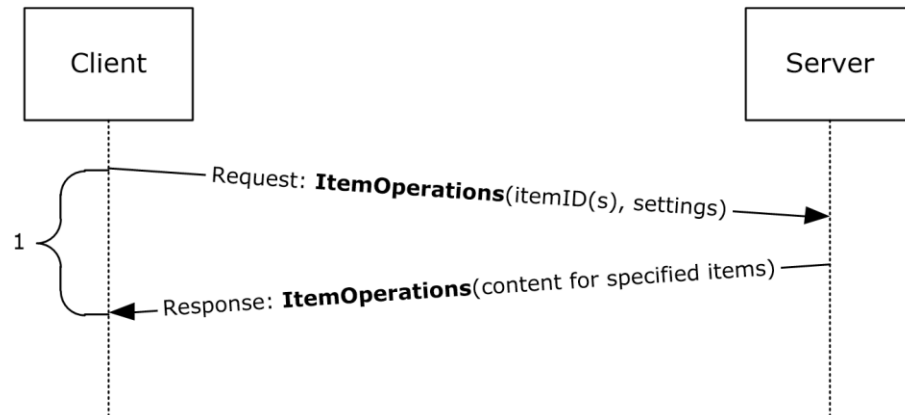 Client
Server
Request: ItemOperations(itemID(s), settings)
1
Response: ItemOperations(content for specified items)